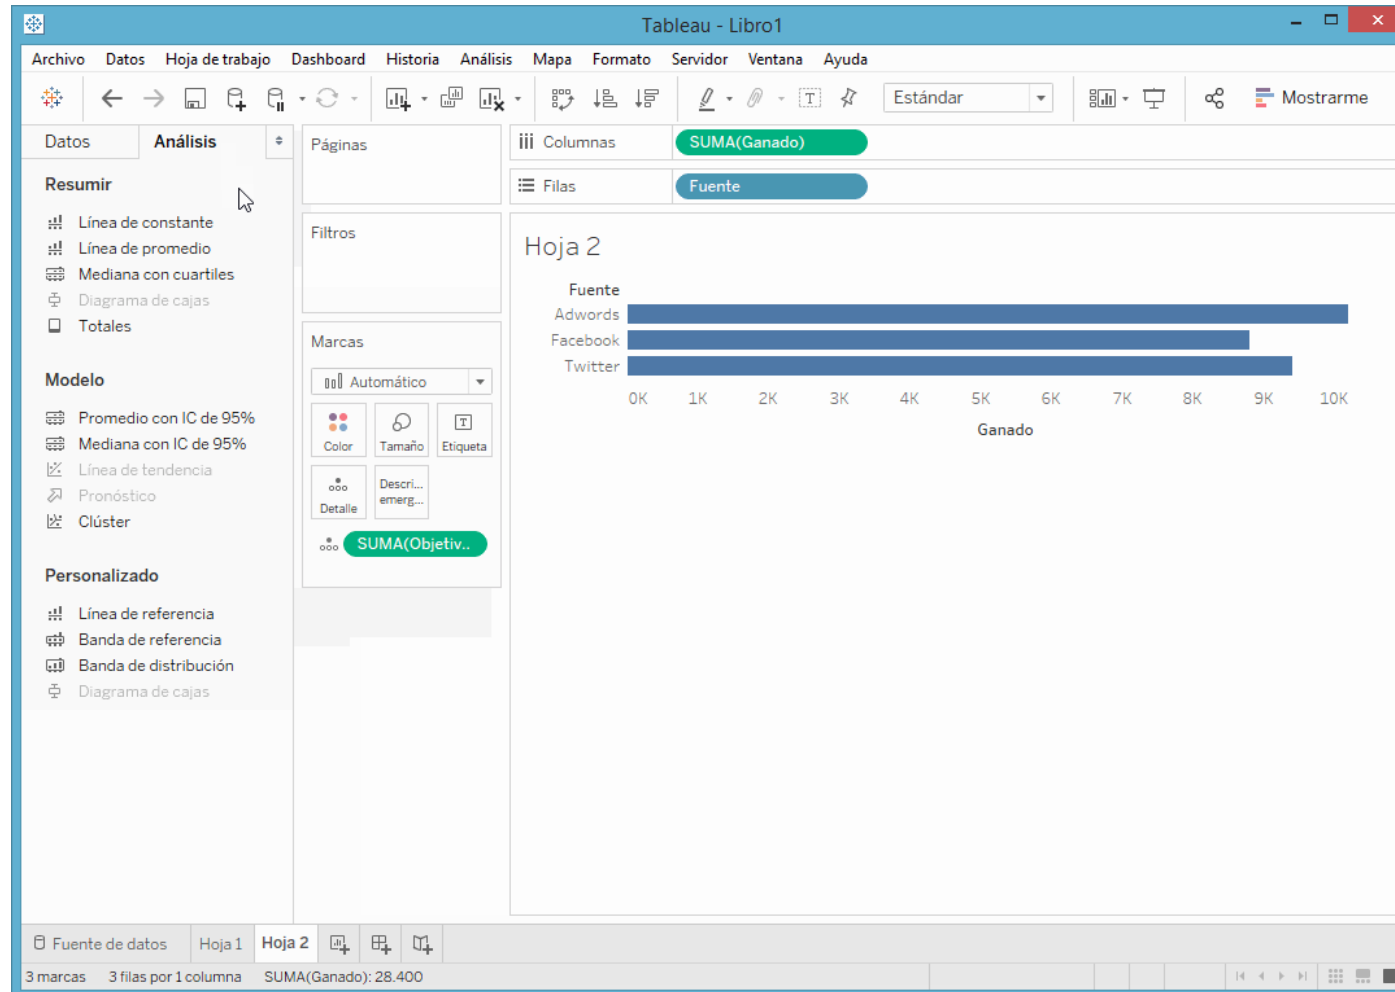 Tableau - Libro1
Archivo Datos Hoja de trabajo Dashboard Historia Análisis Mapa Formato Servidor Ventana Ayuda
Estándar
Mostrarme
Datos Análisis
Resumir
Línea de constante
Línea de promedio
Mediana con cuartiles
Diagrama de cajas
Totales
Modelo
Promedio con IC de 95%
Mediana con IC de 95%
Línea de tendencia
Pronóstico
Clúster
Personalizado
Línea de referencia
Banda de referencia
Banda de distribución
Diagrama de cajas
Páginas
Filtros
Marcas
Automático
Color Tamaño Etiqueta
Detalle Descri... emerg...
SUMA(Objetiv..
Columnas SUMA(Ganado)
Filas Fuente
Hoja 2
Fuente
Adwords
Facebook
Twitter
0K 1K 2K 3K 4K 5K 6K 7K 8K 9K 10K
Ganado
Fuente de datos Hoja 1 Hoja 2
3 marcas 3 filas por 1 columna SUMA(Ganado): 28.400